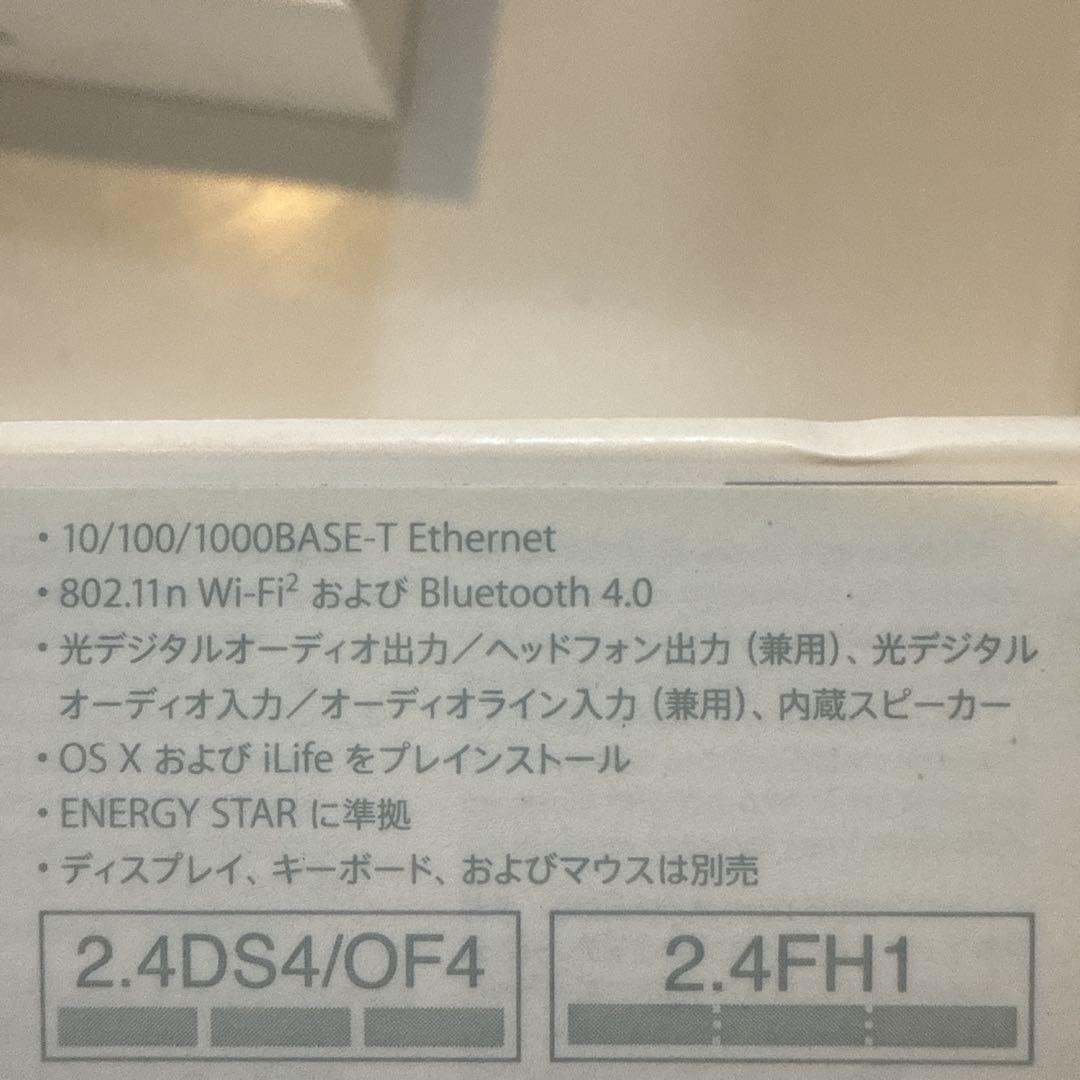 • 10/100/1000BASE-T Ethernet
• 802.11n Wi-Fi² および Bluetooth 4.0
• 光デジタルオーディオ出力／ヘッドフォン出力（兼用）、光デジタル
オーディオ入力／オーディオライン入力（兼用）、内蔵スピーカー
• OS X および iLife をプレインストール
• ENERGY STAR に準拠
• ディスプレイ、キーボード、およびマウスは別売
2.4DS4/OF4
2.4FH1